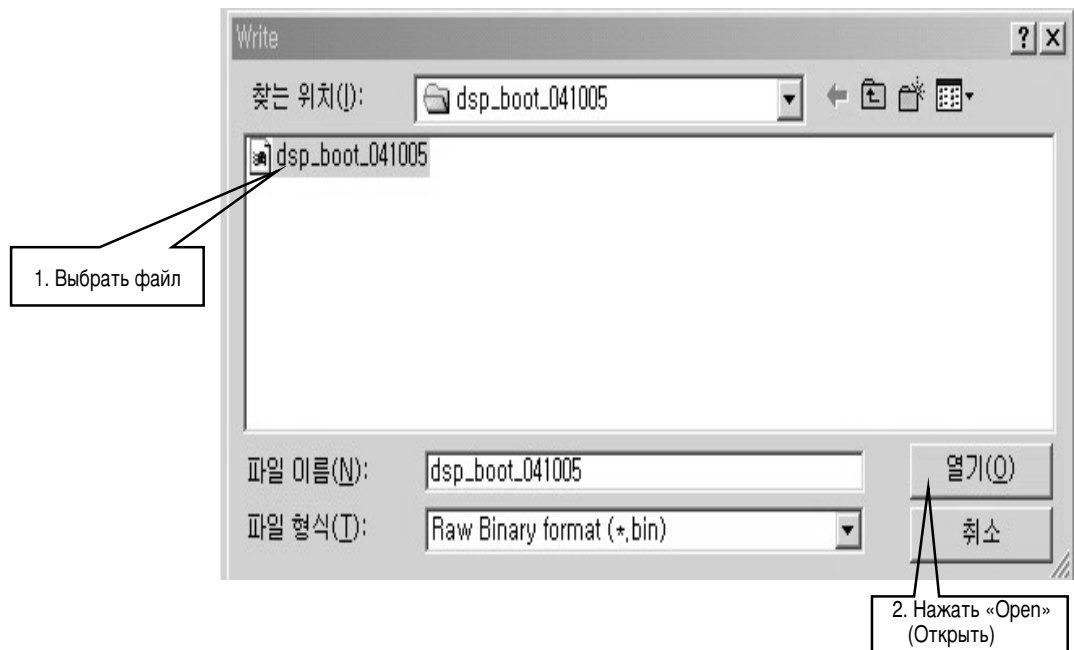 Write
찾는 위치(I):
dsp_boot_041005
dsp_boot_041005
1. Выбрать файл
파일 이름(N):
dsp_boot_041005
열기(O)
파일 형식(T):
Raw Binary format (*,bin)
취소
2. Нажать «Open»
(Открыть)